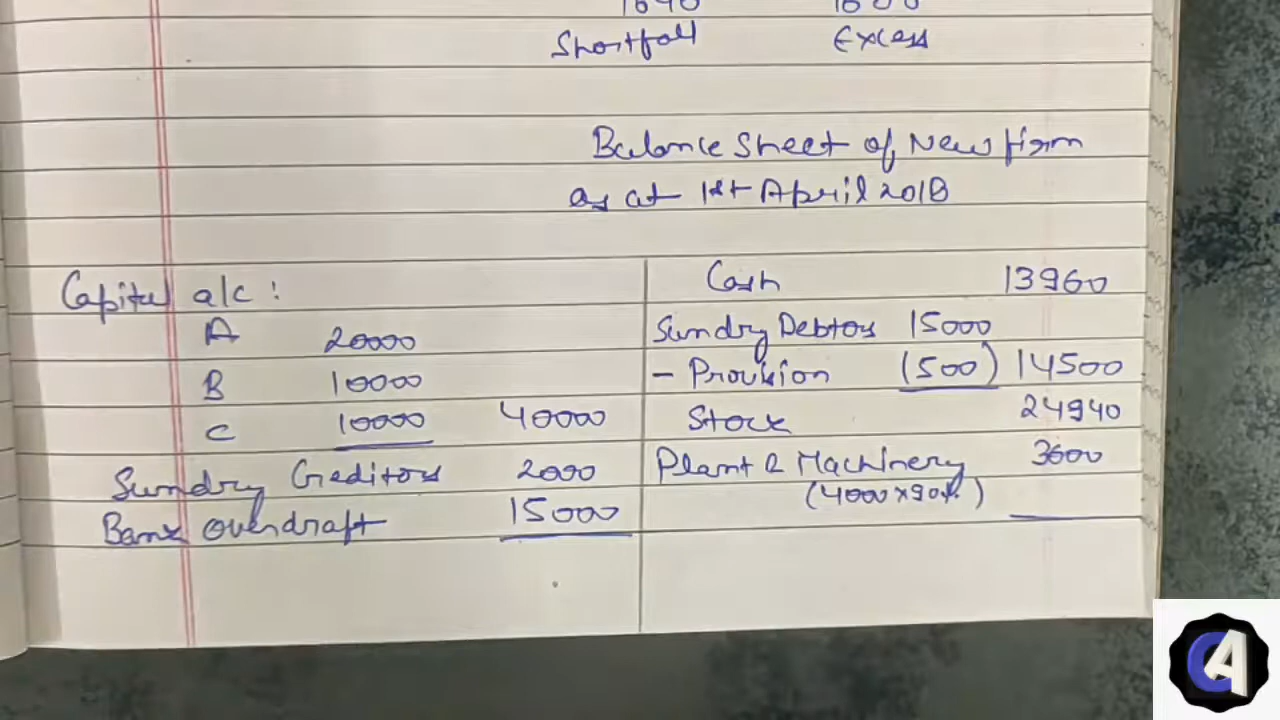 Shortfall Excess
Balance Sheet of New firm
as at 1st April 2018
Capital a/c :
A 20000
B 10000
C 10000 40000
Sundry Creditors 2000
Bank overdraft 15000
Cash 13960
Sundry Debtors 15000
- Provision (500) 14500
Stock 24940
Plant & Machinery 3600
(4000x90%)
CA